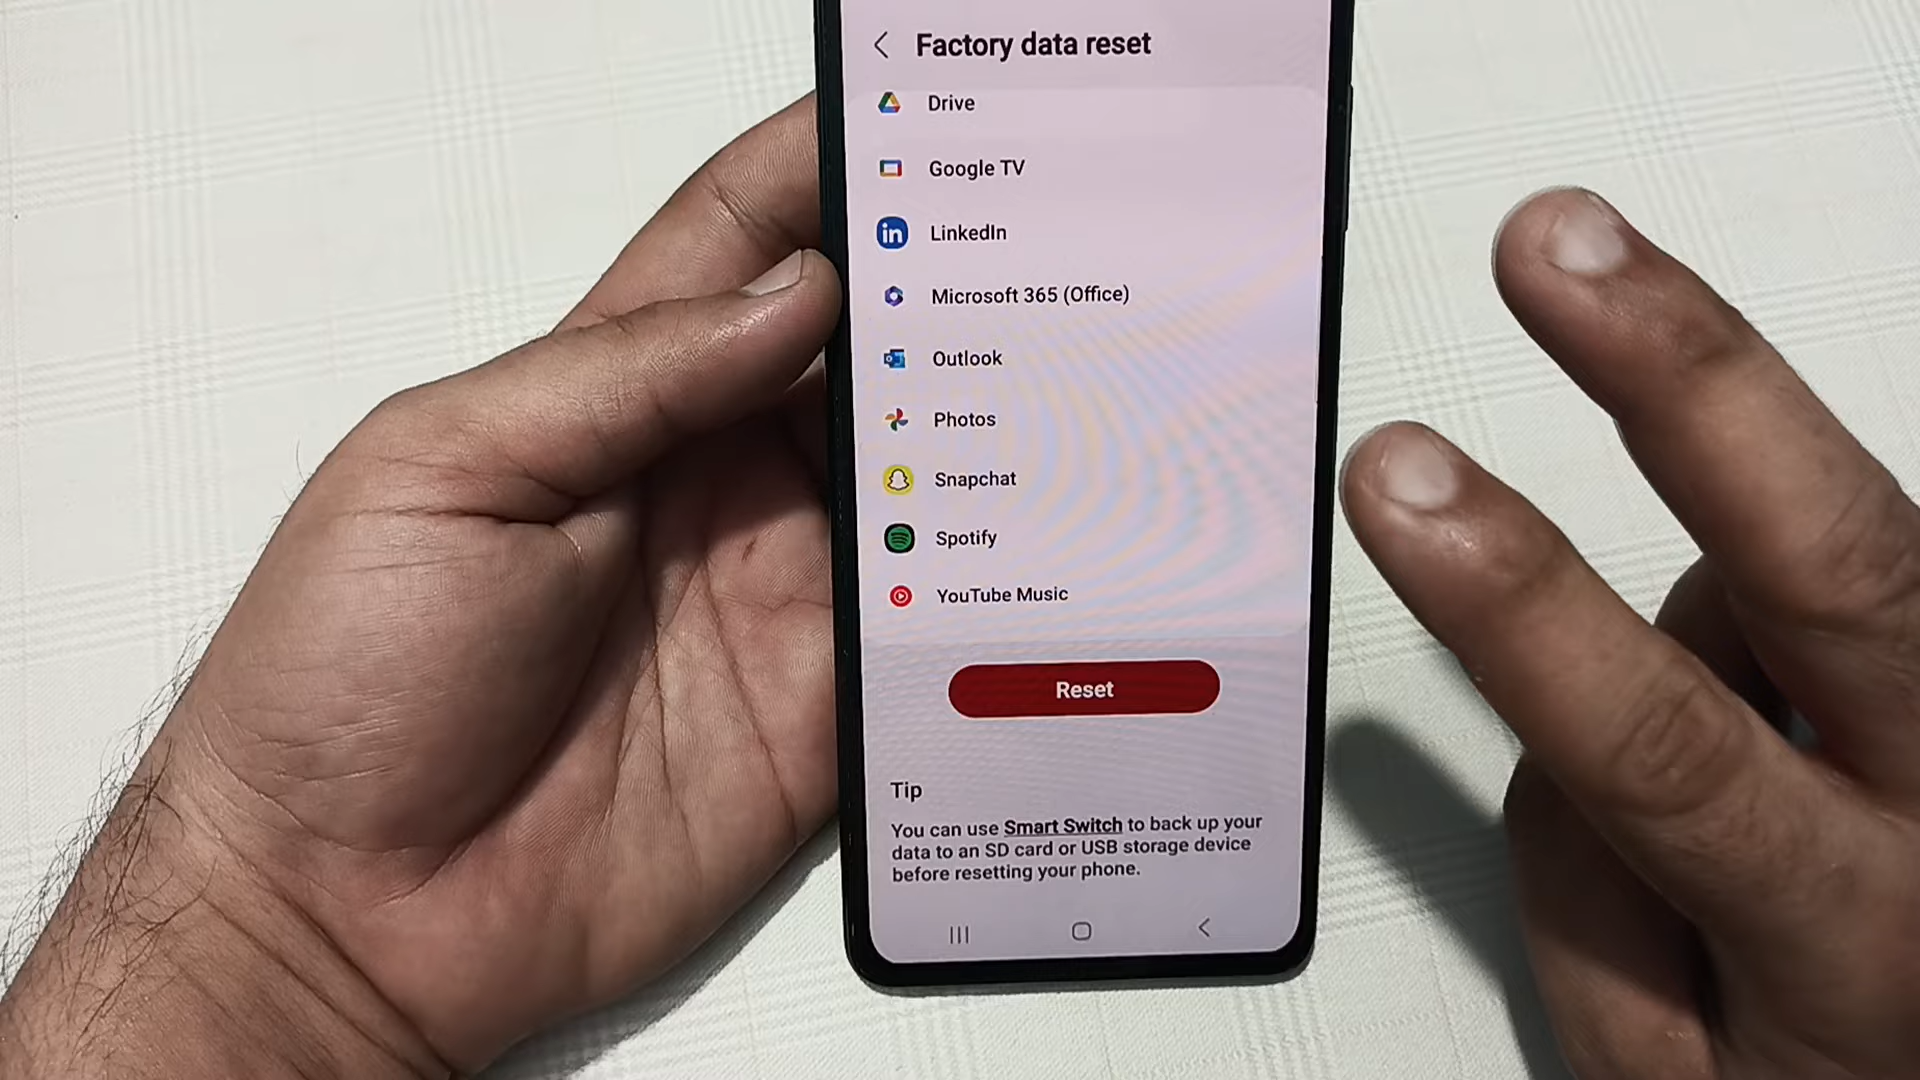 Factory data reset
Drive
Google TV
LinkedIn
Microsoft 365 (Office)
Outlook
Photos
Snapchat
Spotify
YouTube Music
Reset
Tip
You can use Smart Switch to back up your
data to an SD card or USB storage device
before resetting your phone.